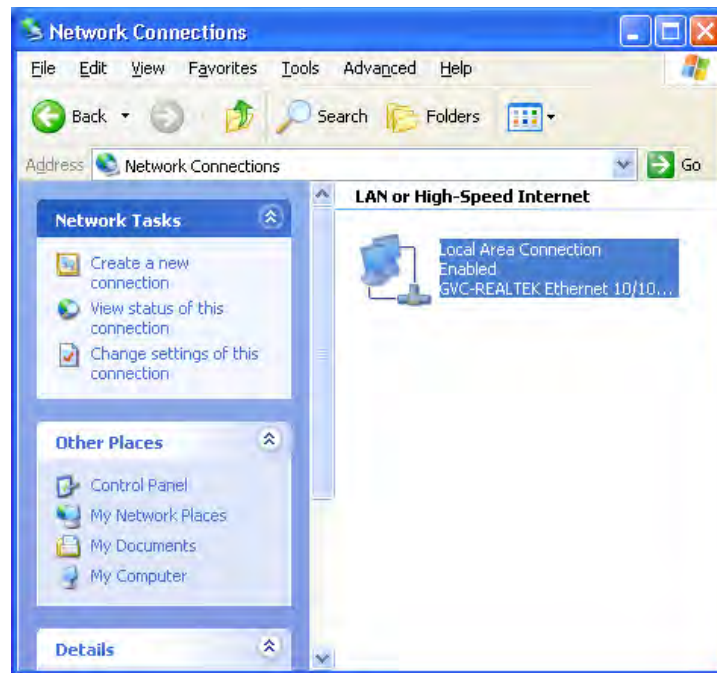 Network Connections
File Edit View Favorites Tools Advanced Help
Back Search Folders
Address Network Connections Go
Network Tasks
Create a new
connection
View status of this
connection
Change settings of this
connection
Other Places
Control Panel
My Network Places
My Documents
My Computer
Details
LAN or High-Speed Internet
Local Area Connection
Enabled
GVC-REALTEK Ethernet 10/10...